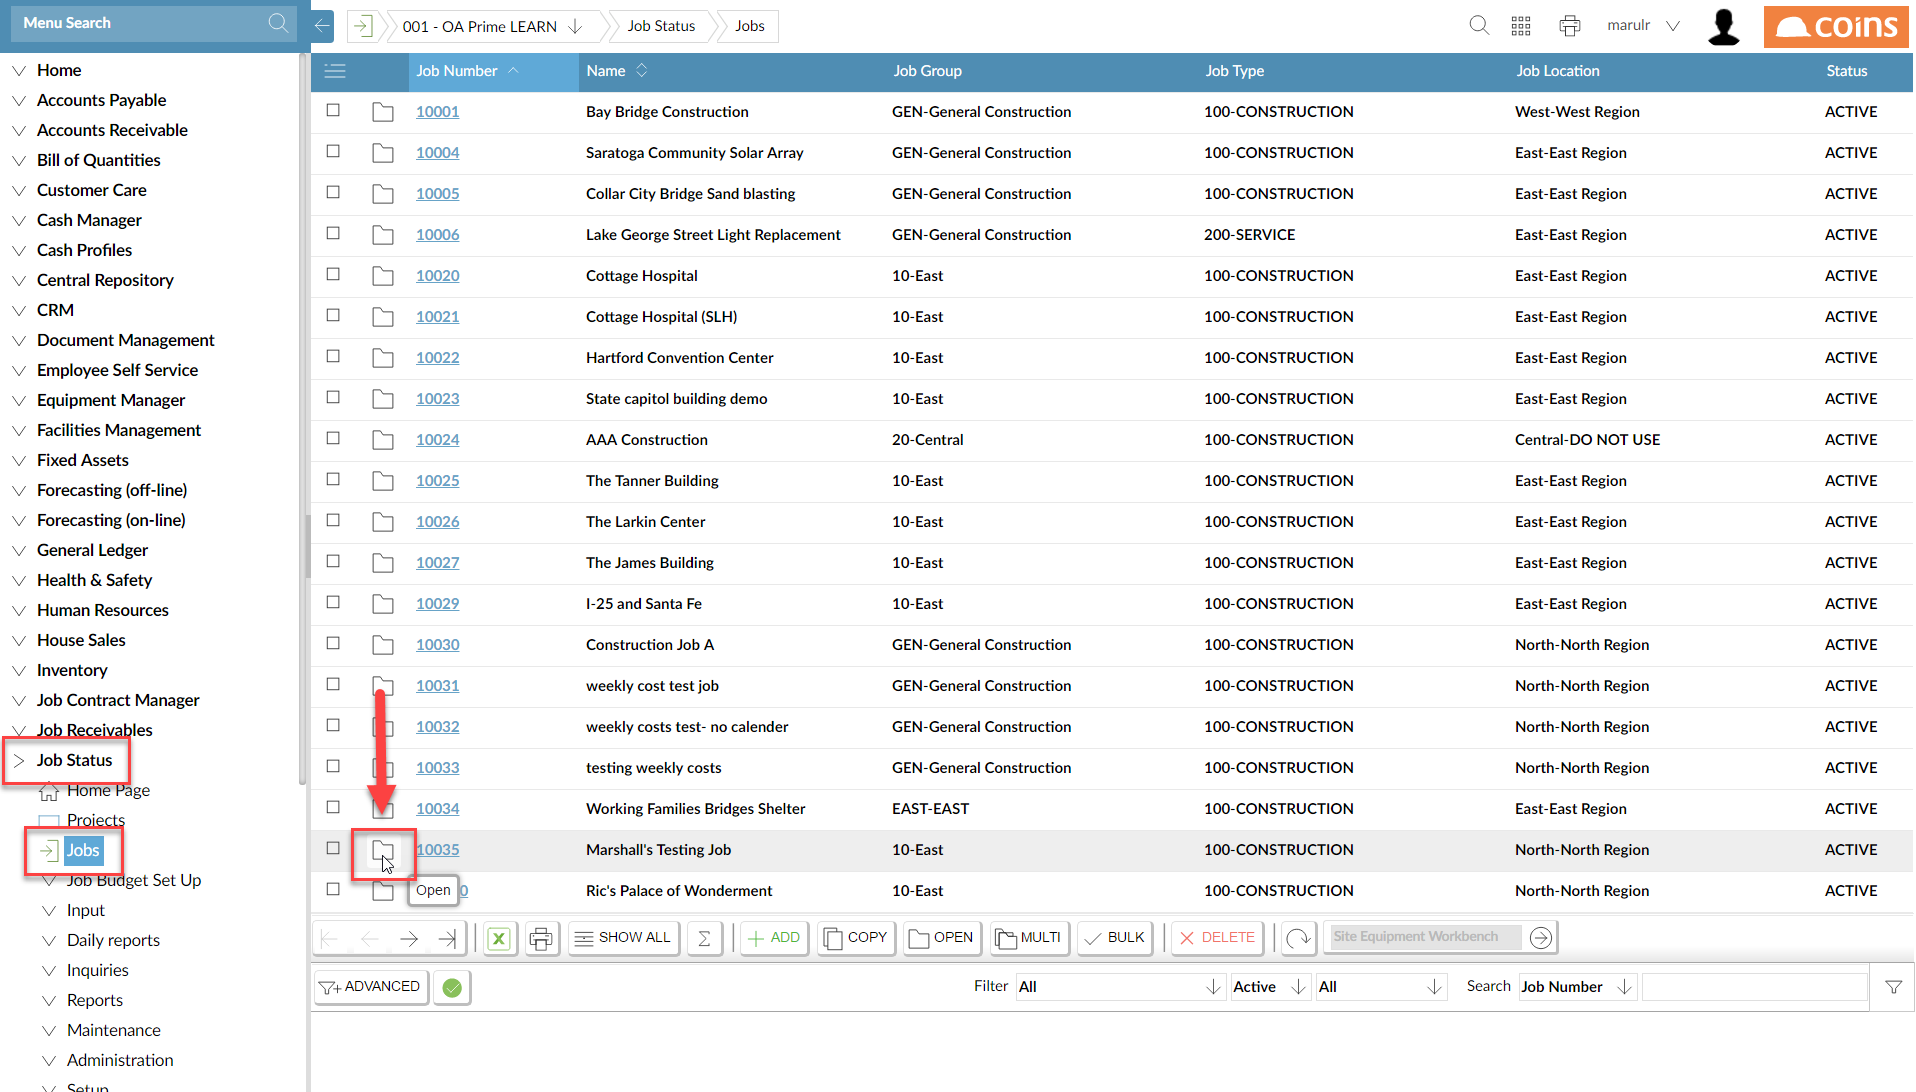 Menu Search
001 - OA Prime LEARN
Job Status
Jobs
marulr
coins
Home
Accounts Payable
Accounts Receivable
Bill of Quantities
Customer Care
Cash Manager
Cash Profiles
Central Repository
CRM
Document Management
Employee Self Service
Equipment Manager
Facilities Management
Fixed Assets
Forecasting (off-line)
Forecasting (on-line)
General Ledger
Health & Safety
Human Resources
House Sales
Inventory
Job Contract Manager
Job Receivables
Job Status
Home Page
Projects
Jobs
Job Budget Set Up
Input
Daily reports
Inquiries
Reports
Maintenance
Administration
Setup
Job Number Name Job Group Job Type Job Location Status
10001 Bay Bridge Construction GEN-General Construction 100-CONSTRUCTION West-West Region ACTIVE
10004 Saratoga Community Solar Array GEN-General Construction 100-CONSTRUCTION East-East Region ACTIVE
10005 Collar City Bridge Sand blasting GEN-General Construction 100-CONSTRUCTION East-East Region ACTIVE
10006 Lake George Street Light Replacement GEN-General Construction 200-SERVICE East-East Region ACTIVE
10020 Cottage Hospital 10-East 100-CONSTRUCTION East-East Region ACTIVE
10021 Cottage Hospital (SLH) 10-East 100-CONSTRUCTION East-East Region ACTIVE
10022 Hartford Convention Center 10-East 100-CONSTRUCTION East-East Region ACTIVE
10023 State capitol building demo 10-East 100-CONSTRUCTION East-East Region ACTIVE
10024 AAA Construction 20-Central 100-CONSTRUCTION Central-DO NOT USE ACTIVE
10025 The Tanner Building 10-East 100-CONSTRUCTION East-East Region ACTIVE
10026 The Larkin Center 10-East 100-CONSTRUCTION East-East Region ACTIVE
10027 The James Building 10-East 100-CONSTRUCTION East-East Region ACTIVE
10029 I-25 and Santa Fe 10-East 100-CONSTRUCTION East-East Region ACTIVE
10030 Construction Job A GEN-General Construction 100-CONSTRUCTION North-North Region ACTIVE
10031 weekly cost test job GEN-General Construction 100-CONSTRUCTION North-North Region ACTIVE
10032 weekly costs test- no calender GEN-General Construction 100-CONSTRUCTION North-North Region ACTIVE
10033 testing weekly costs GEN-General Construction 100-CONSTRUCTION North-North Region ACTIVE
10034 Working Families Bridges Shelter EAST-EAST 100-CONSTRUCTION East-East Region ACTIVE
10035 Marshall's Testing Job 10-East 100-CONSTRUCTION North-North Region ACTIVE
Open 0 Ric's Palace of Wonderment 10-East 100-CONSTRUCTION North-North Region ACTIVE
SHOW ALL ADD COPY OPEN MULTI BULK DELETE Site Equipment Workbench
ADVANCED Filter All Active All Search Job Number